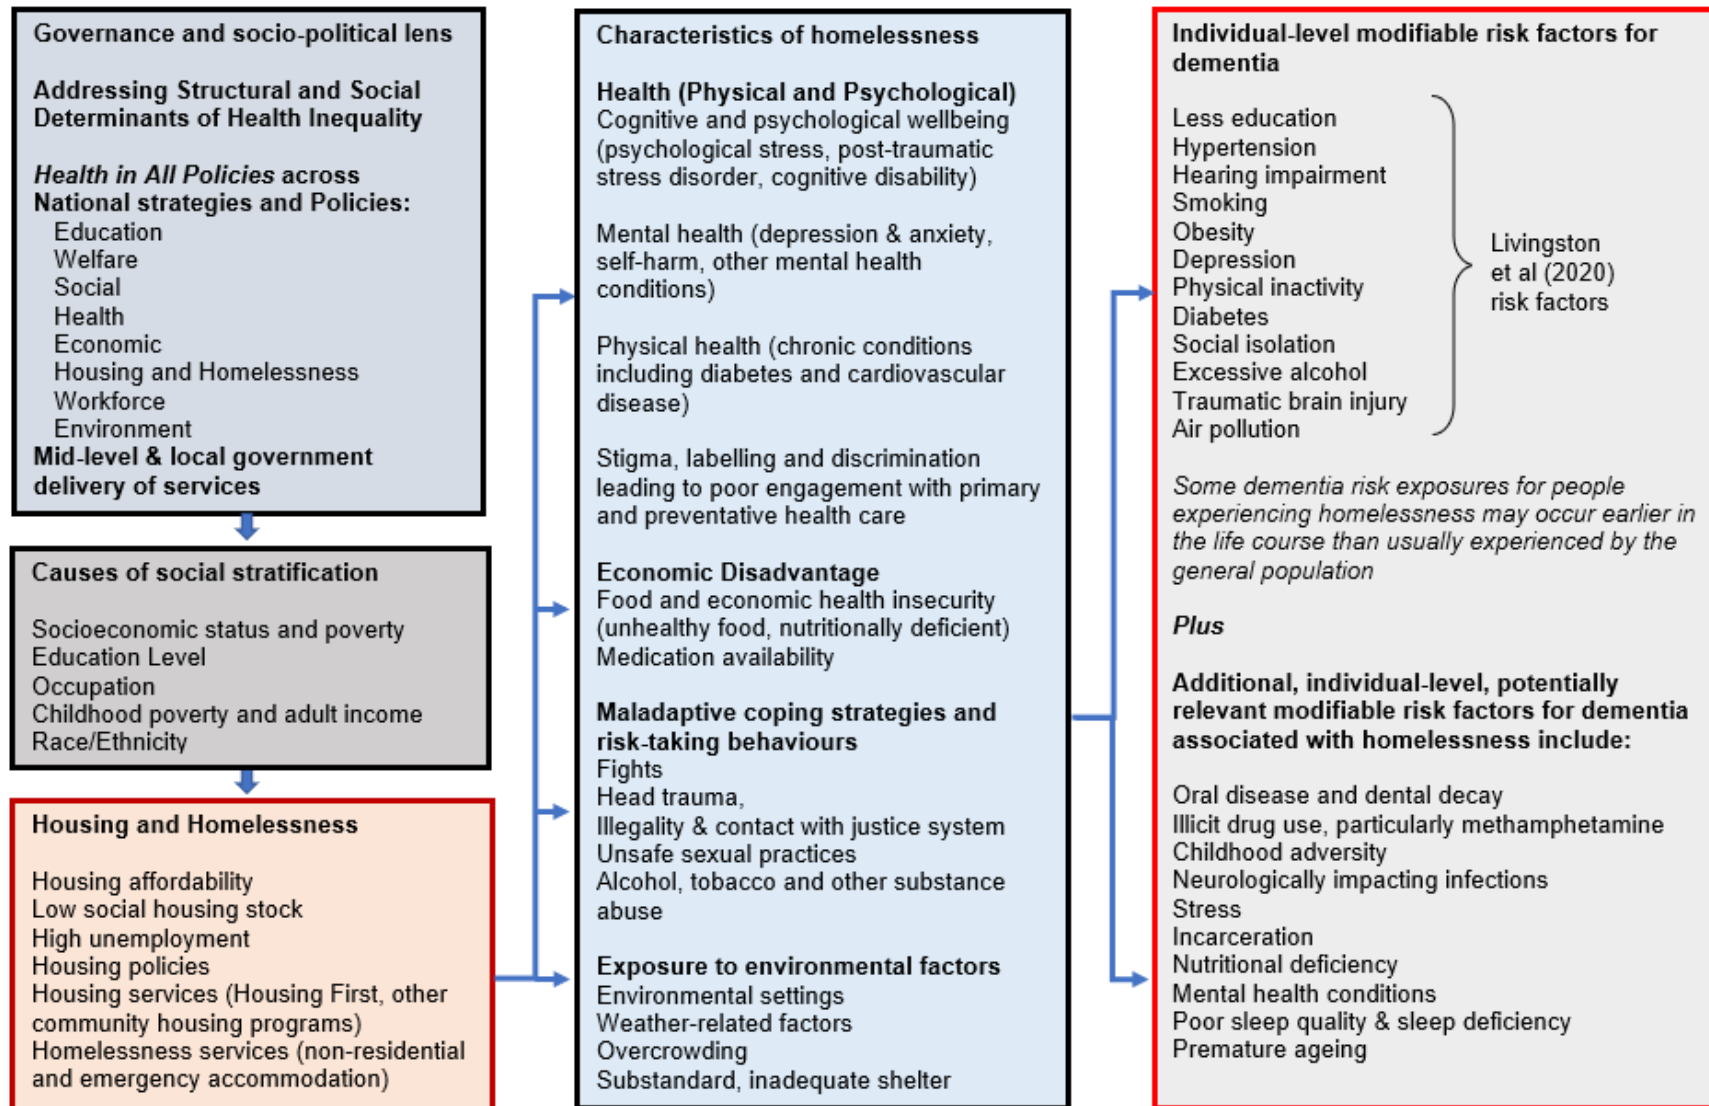 Governance and socio-political lens
Addressing Structural and Social
Determinants of Health Inequality
Health in All Policies across
National strategies and Policies:
Education
Welfare
Social
Health
Economic
Housing and Homelessness
Workforce
Environment
Mid-level & local government
delivery of services
Causes of social stratification
Socioeconomic status and poverty
Education Level
Occupation
Childhood poverty and adult income
Race/Ethnicity
Housing and Homelessness
Housing affordability
Low social housing stock
High unemployment
Housing policies
Housing services (Housing First, other
community housing programs)
Homelessness services (non-residential
and emergency accommodation)
Characteristics of homelessness
Health (Physical and Psychological)
Cognitive and psychological wellbeing
(psychological stress, post-traumatic
stress disorder, cognitive disability)
Mental health (depression & anxiety,
self-harm, other mental health
conditions)
Physical health (chronic conditions
including diabetes and cardiovascular
disease)
Stigma, labelling and discrimination
leading to poor engagement with primary
and preventative health care
Economic Disadvantage
Food and economic health insecurity
(unhealthy food, nutritionally deficient)
Medication availability
Maladaptive coping strategies and
risk-taking behaviours
Fights
Head trauma,
Illegality & contact with justice system
Unsafe sexual practices
Alcohol, tobacco and other substance
abuse
Exposure to environmental factors
Environmental settings
Weather-related factors
Overcrowding
Substandard, inadequate shelter
Individual-level modifiable risk factors for
dementia
Less education
Hypertension
Hearing impairment
Smoking
Obesity
Depression
Physical inactivity
Diabetes
Social isolation
Excessive alcohol
Traumatic brain injury
Air pollution
Livingston
et al (2020)
risk factors
Some dementia risk exposures for people
experiencing homelessness may occur earlier in
the life course than usually experienced by the
general population
Plus
Additional, individual-level, potentially
relevant modifiable risk factors for dementia
associated with homelessness include:
Oral disease and dental decay
Illicit drug use, particularly methamphetamine
Childhood adversity
Neurologically impacting infections
Stress
Incarceration
Nutritional deficiency
Mental health conditions
Poor sleep quality & sleep deficiency
Premature ageing